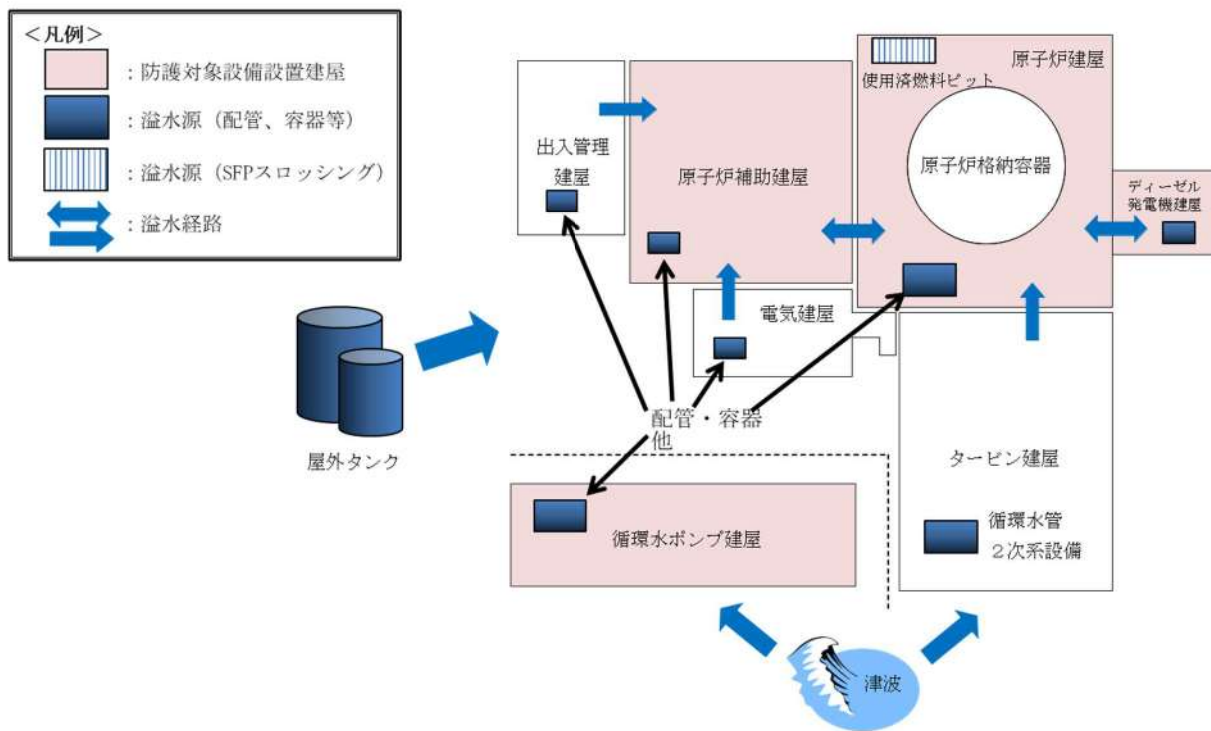 <凡例>
：防護対象設備設置建屋
：溢水源（配管、容器等）
：溢水源（SFPスロッシング）
：溢水経路
原子炉建屋
使用済燃料ピット
出入管理
建屋
原子炉補助建屋
原子炉格納容器
ディーゼル
発電機建屋
電気建屋
配管・容器
他
屋外タンク
タービン建屋
循環水ポンプ建屋
循環水管
２次系設備
津波